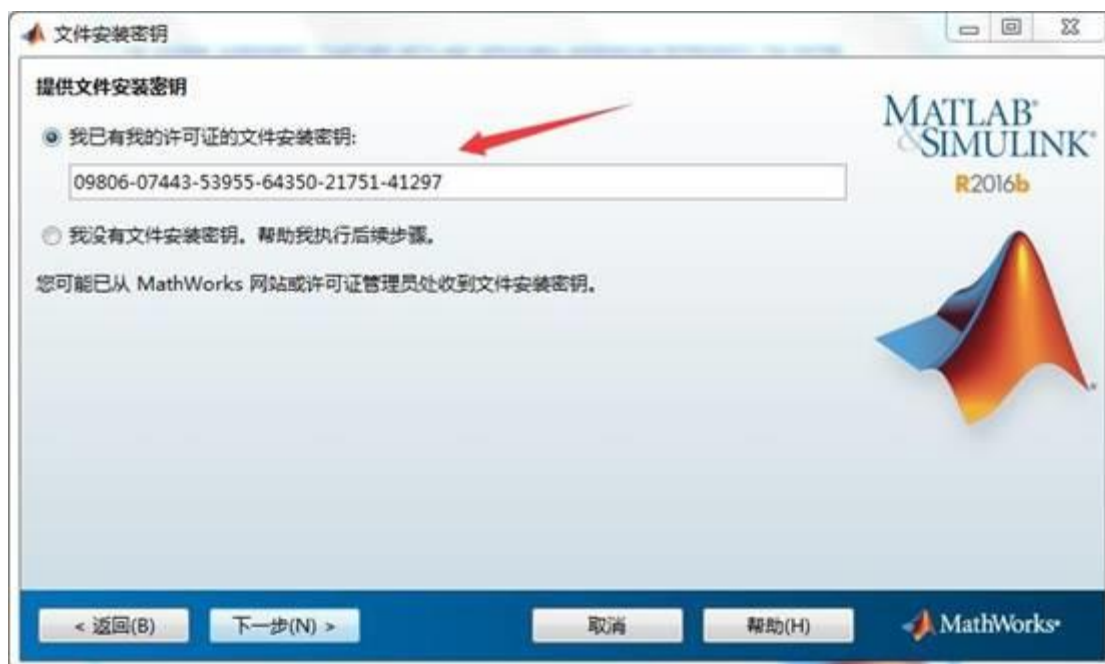 文件安装密钥
提供文件安装密钥
我已有我的许可证的文件安装密钥:
09806-07443-53955-64350-21751-41297
我没有文件安装密钥。帮助我执行后续步骤。
您可能已从 MathWorks 网站或许可证管理员处收到文件安装密钥。
MATLAB®
&SIMULINK®
R2016b
< 返回(B)
下一步(N) >
取消
帮助(H)
MathWorks®